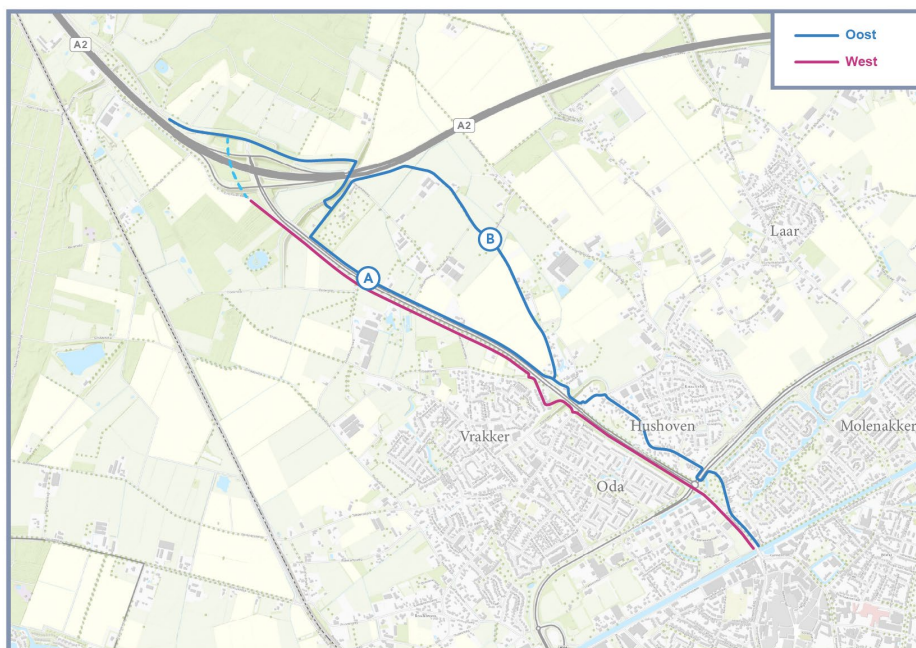 Oost
West
A2
A2
B
Laar
A
Hushoven
Molenakker
Vrakker
Oda